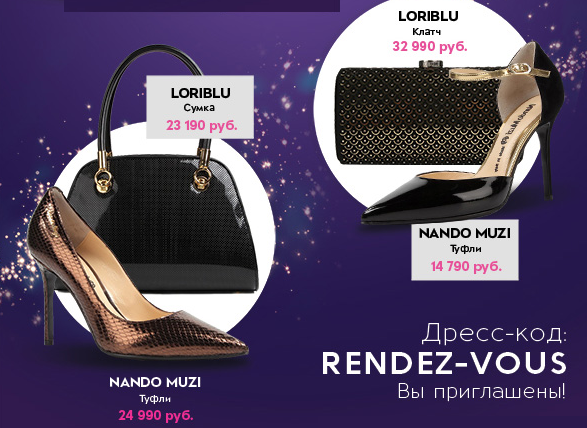 LORIBLU
Клатч
32 990 руб.
LORIBLU
Сумка
23 190 руб.
NANDO MUZI
Туфли
14 790 руб.
Дресс-код:
RENDEZ-VOUS
Вы приглашены!
NANDO MUZI
Туфли
24 990 руб.